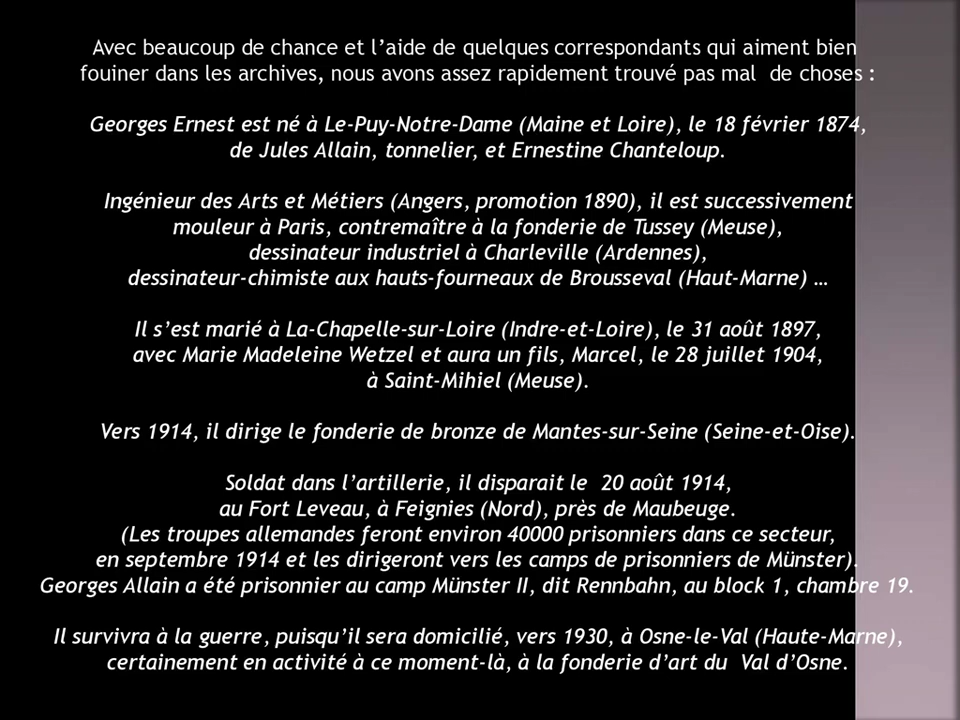 Avec beaucoup de chance et l’aide de quelques correspondants qui aiment bien
fouiner dans les archives, nous avons assez rapidement trouvé pas mal  de choses :
Georges Ernest est né à Le-Puy-Notre-Dame (Maine et Loire), le 18 février 1874,
de Jules Allain, tonnelier, et Ernestine Chanteloup.
Ingénieur des Arts et Métiers (Angers, promotion 1890), il est successivement
mouleur à Paris, contremaître à la fonderie de Tussey (Meuse),
dessinateur industriel à Charleville (Ardennes),
dessinateur-chimiste aux hauts-fourneaux de Brousseval (Haut-Marne) …
Il s’est marié à La-Chapelle-sur-Loire (Indre-et-Loire), le 31 août 1897,
avec Marie Madeleine Wetzel et aura un fils, Marcel, le 28 juillet 1904,
à Saint-Mihiel (Meuse).
Vers 1914, il dirige le fonderie de bronze de Mantes-sur-Seine (Seine-et-Oise).
Soldat dans l’artillerie, il disparait le  20 août 1914,
au Fort Leveau, à Feignies (Nord), près de Maubeuge.
(Les troupes allemandes feront environ 40000 prisonniers dans ce secteur,
en septembre 1914 et les dirigeront vers les camps de prisonniers de Münster).
Georges Allain a été prisonnier au camp Münster II, dit Rennbahn, au block 1, chambre 19.
Il survivra à la guerre, puisqu’il sera domicilié, vers 1930, à Osne-le-Val (Haute-Marne),
certainement en activité à ce moment-là, à la fonderie d’art du  Val d’Osne.